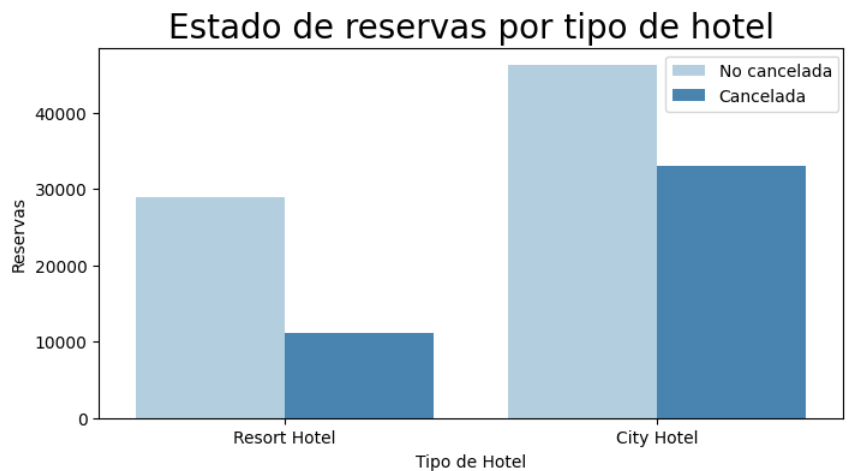 Estado de reservas por tipo de hotel
No cancelada
Cancelada
Reservas
40000
30000
20000
10000
0
Resort Hotel
City Hotel
Tipo de Hotel